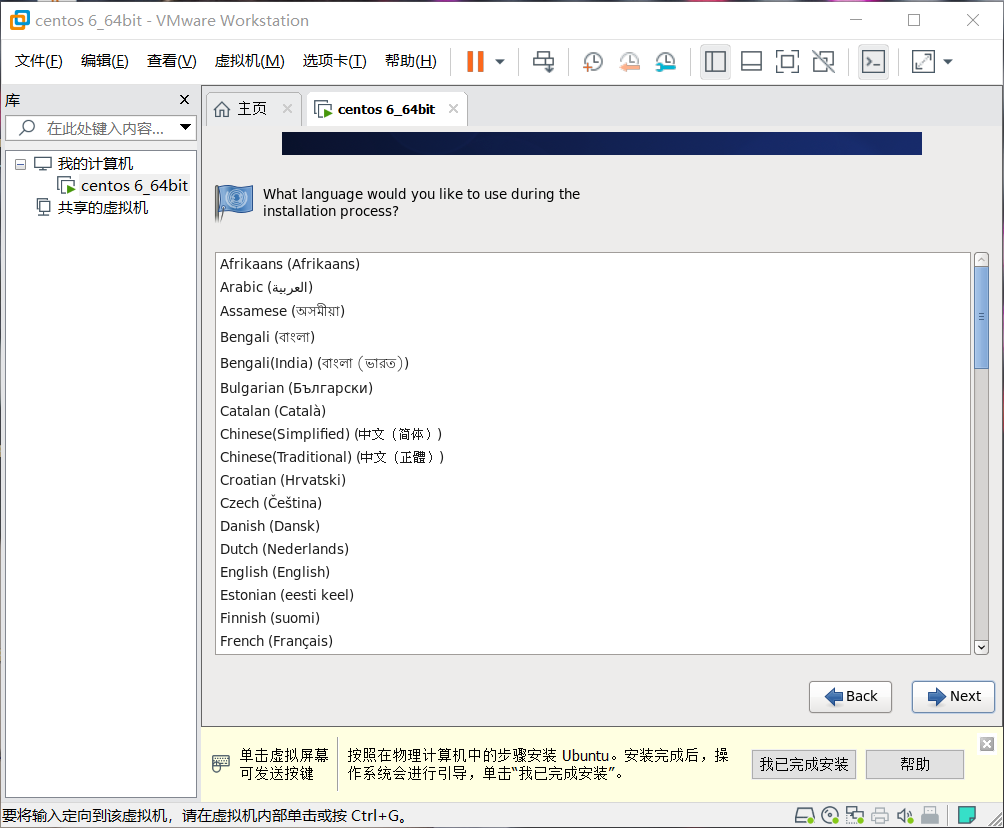 centos 6_64bit - VMware Workstation
文件(F) 编辑(E) 查看(V) 虚拟机(M) 选项卡(T) 帮助(H)
库
在此处键入内容...
我的计算机
centos 6_64bit
共享的虚拟机
主页 centos 6_64bit
What language would you like to use during the
installation process?
Afrikaans (Afrikaans)
Arabic (العربية)
Assamese (অসমীয়া)
Bengali (বাংলা)
Bengali(India) (বাংলা (ভারত))
Bulgarian (Български)
Catalan (Català)
Chinese(Simplified) (中文（简体）)
Chinese(Traditional) (中文（正體）)
Croatian (Hrvatski)
Czech (Čeština)
Danish (Dansk)
Dutch (Nederlands)
English (English)
Estonian (eesti keel)
Finnish (suomi)
French (Français)
Back Next
单击虚拟屏幕
可发送按键
按照在物理计算机中的步骤安装 Ubuntu。安装完成后，操
作系统会进行引导，单击“我已完成安装”。
我已完成安装 帮助
要将输入定向到该虚拟机，请在虚拟机内部单击或按 Ctrl+G。